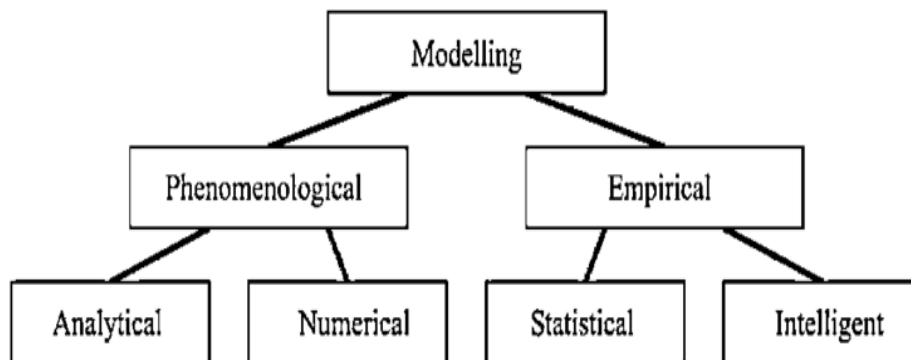 Modelling
Phenomenological
Empirical
Analytical
Numerical
Statistical
Intelligent